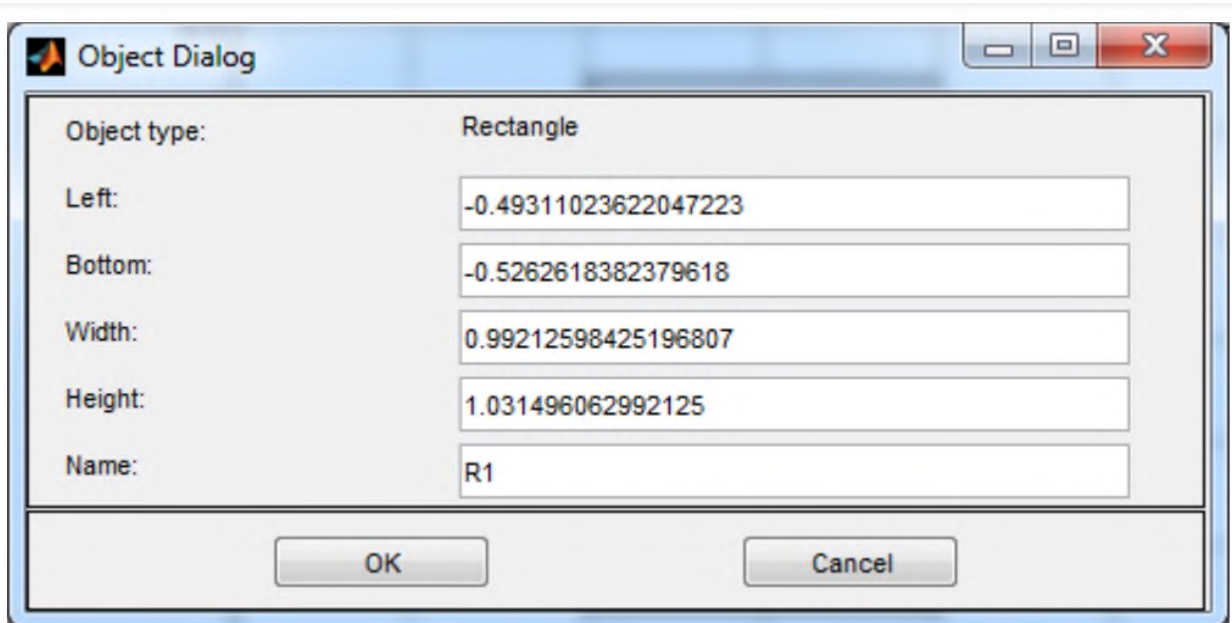 Object Dialog
Object type: Rectangle
Left: -0.49311023622047223
Bottom: -0.5262618382379618
Width: 0.99212598425196807
Height: 1.031496062992125
Name: R1
OK Cancel